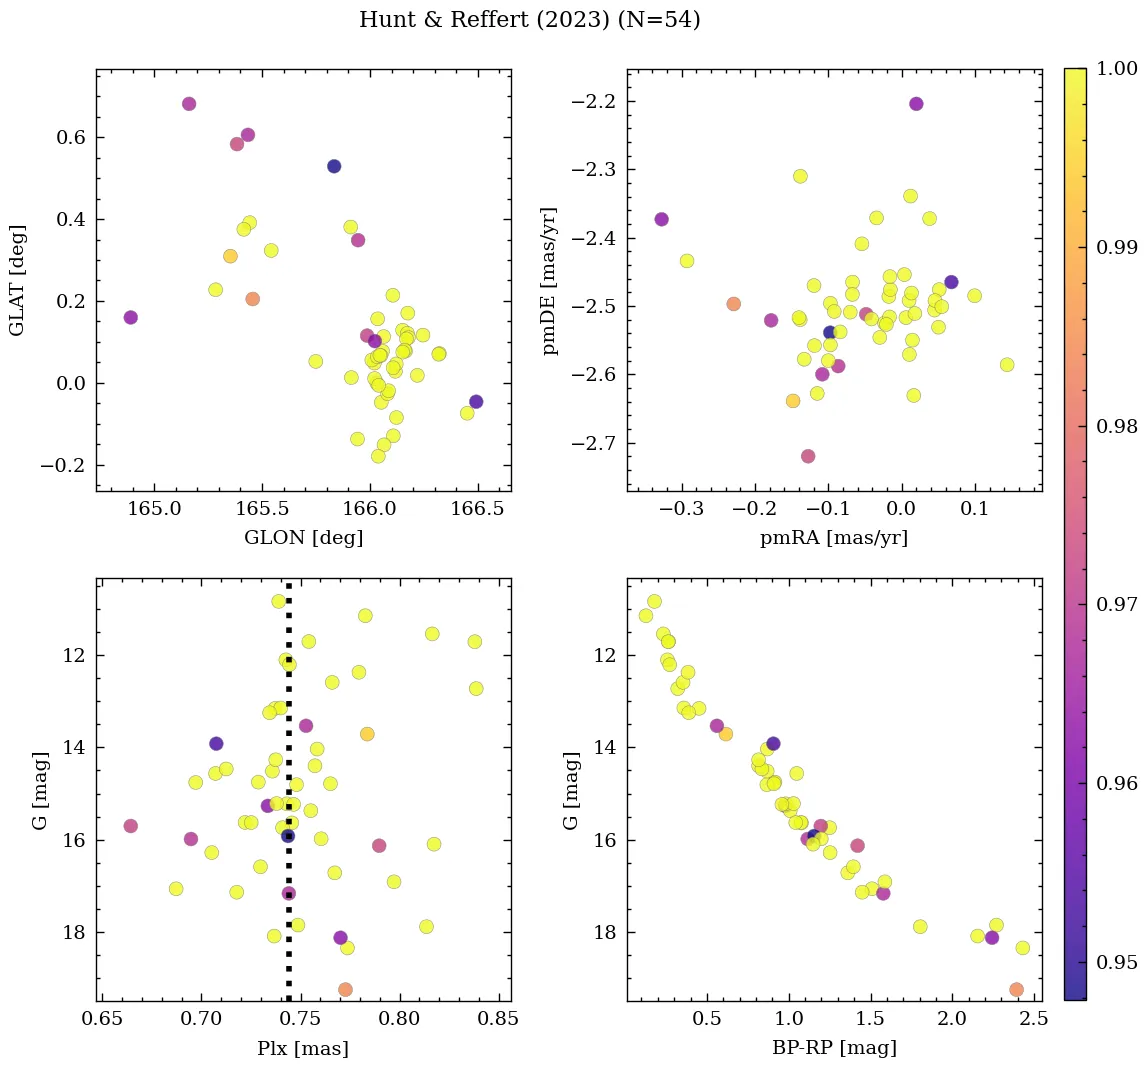 Hunt & Reffert (2023) (N=54)
0.6
0.4
0.2
0.0
−0.2
GLAT [deg]
165.0 165.5 166.0 166.5
GLON [deg]
−2.2
−2.3
−2.4
−2.5
−2.6
−2.7
pmDE [mas/yr]
−0.3 −0.2 −0.1 0.0 0.1
pmRA [mas/yr]
12
14
16
18
G [mag]
0.65 0.70 0.75 0.80 0.85
Plx [mas]
12
14
16
18
G [mag]
0.5 1.0 1.5 2.0 2.5
BP-RP [mag]
1.00
0.99
0.98
0.97
0.96
0.95